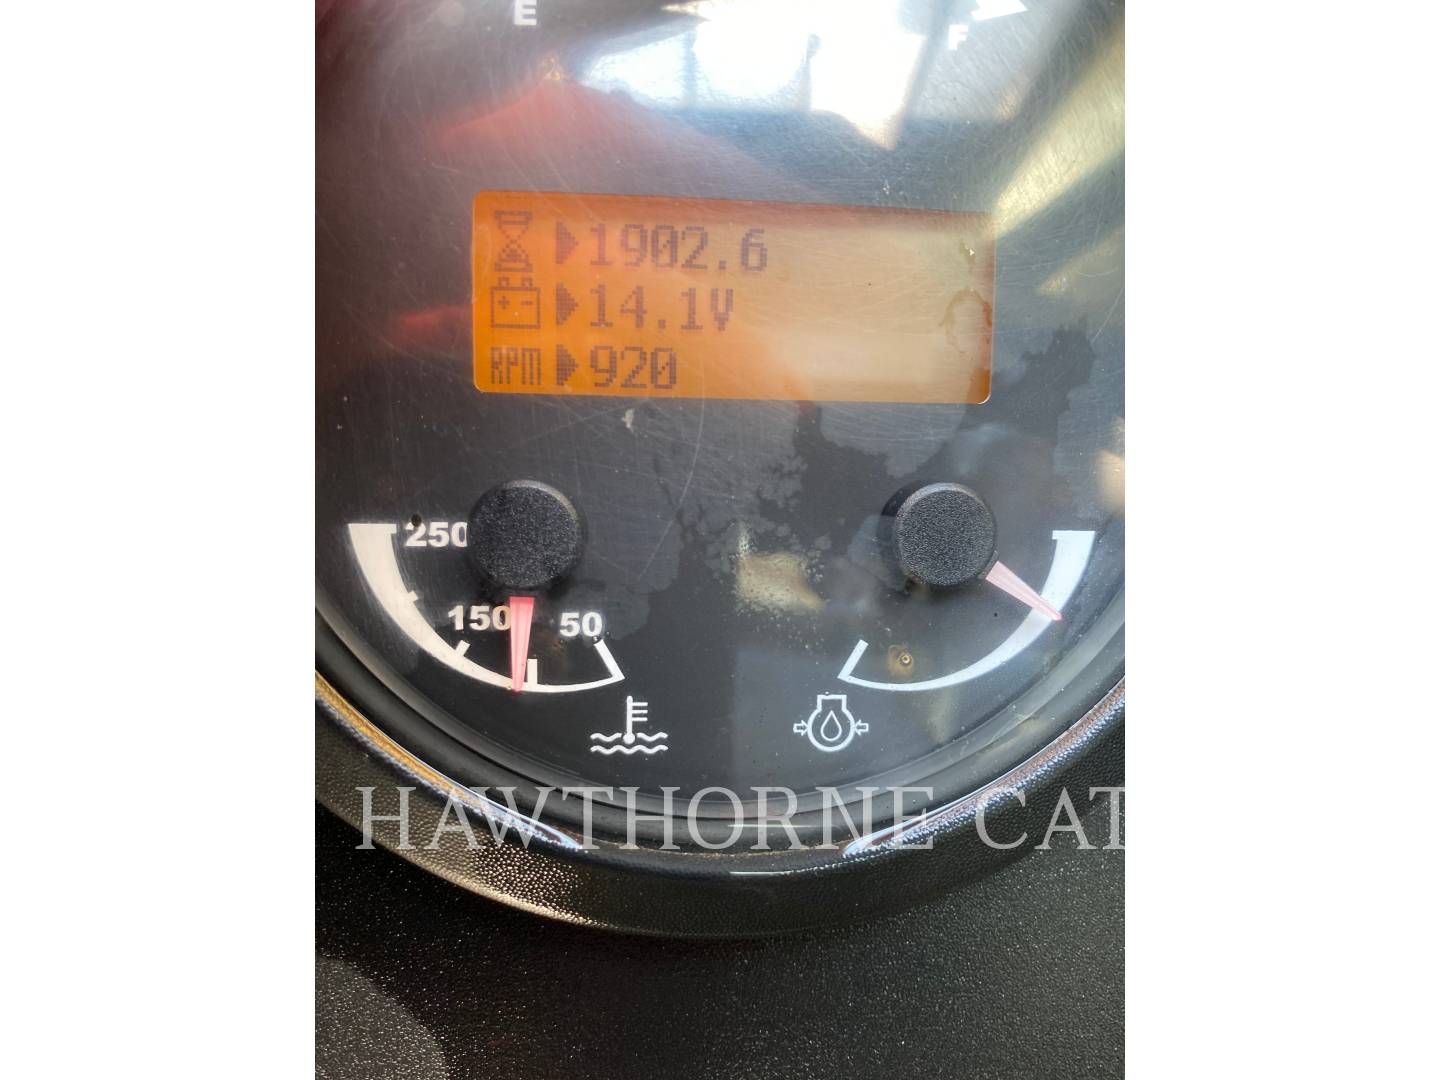 E F
1902.6
14.1V
RPM 920
250
150 50
HAWTHORNE CAT